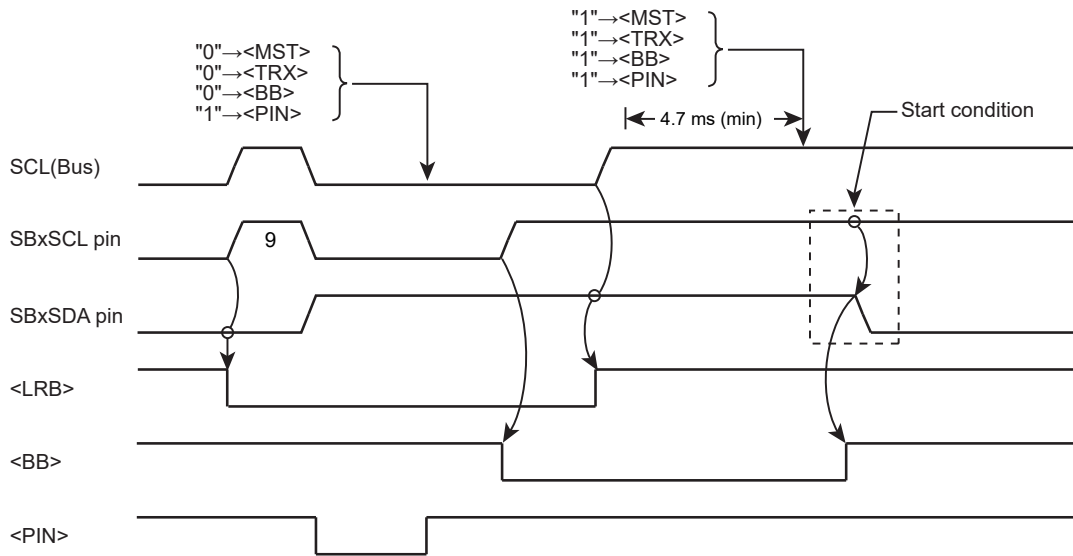 "0"→<MST>
"0"→<TRX>
"0"→<BB>
"1"→<PIN>
"1"→<MST>
"1"→<TRX>
"1"→<BB>
"1"→<PIN>
4.7 ms (min)
Start condition
SCL(Bus)
SBxSCL pin
9
SBxSDA pin
<LRB>
<BB>
<PIN>